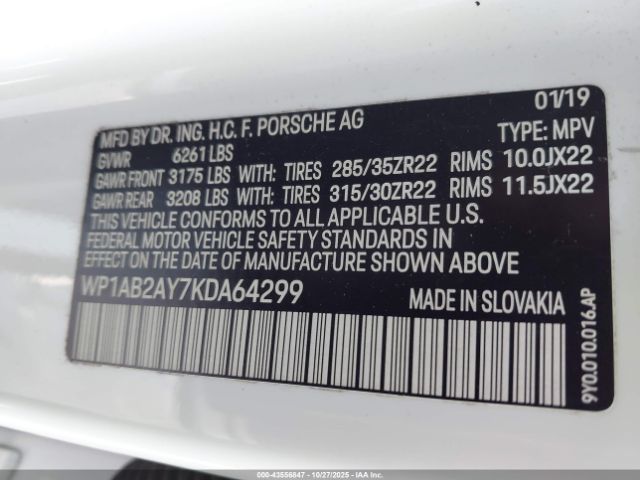 MFD BY DR. ING. H.C. F. PORSCHE AG 01/19
GVWR 6261 LBS TYPE: MPV
GAWR FRONT 3175 LBS WITH: TIRES 285/35ZR22 RIMS 10.0JX22
GAWR REAR 3208 LBS WITH: TIRES 315/30ZR22 RIMS 11.5JX22
THIS VEHICLE CONFORMS TO ALL APPLICABLE U.S.
FEDERAL MOTOR VEHICLE SAFETY STANDARDS IN
EFFECT ON THE DATE OF MANUFACTURE SHOWN ABOVE.
WP1AB2AY7KDA64299 MADE IN SLOVAKIA
9Y0.010.016.AP
000-43556847 - 10/27/2025 - IAAI.COM